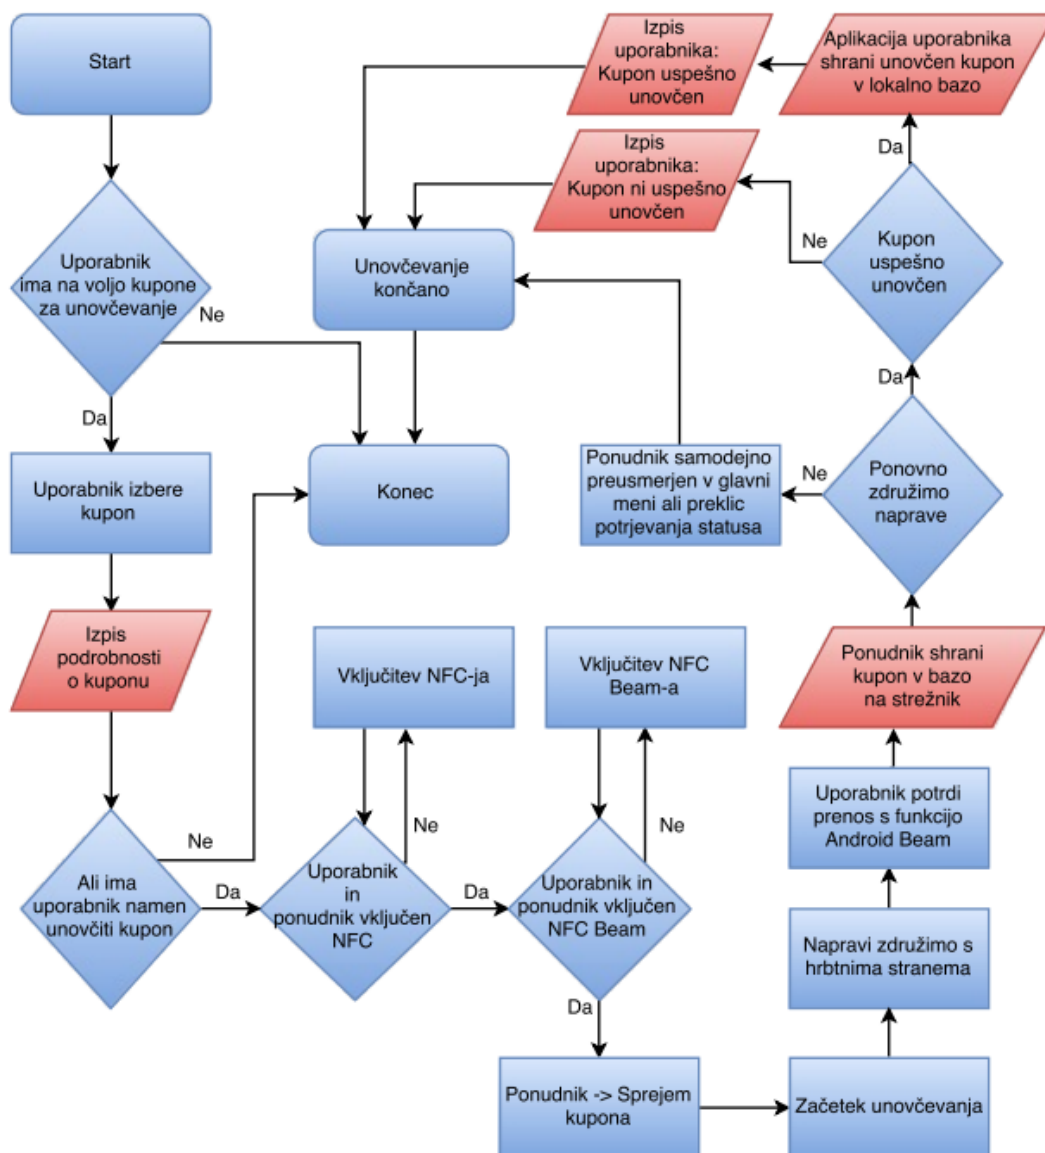 Start
Uporabnik
ima na voljo kupone
za unovčevanje
Ne
Da
Uporabnik izbere
kupon
Izpis
podrobnosti
o kuponu
Ali ima
uporabnik namen
unovčiti kupon
Ne
Da
Vključitev NFC-ja
Uporabnik
in
ponudnik vključen
NFC
Ne
Da
Vključitev NFC
Beam-a
Uporabnik in
ponudnik vključen
NFC Beam
Ne
Da
Ponudnik -> Sprejem
kupona
Začetek unovčevanja
Napravi združimo s
hrbtnima stranema
Uporabnik potrdi
prenos s funkcijo
Android Beam
Ponudnik shrani
kupon v bazo
na strežnik
Ponovno
združimo
naprave
Ne
Da
Ponudnik samodejno
preusmerjen v glavni
meni ali preklic
potrjevanja statusa
Kupon
uspešno
unovčen
Ne
Da
Aplikacija uporabnika
shrani unovčen kupon
v lokalno bazo
Izpis
uporabnika:
Kupon uspešno
unovčen
Izpis
uporabnika:
Kupon ni uspešno
unovčen
Unovčevanje
končano
Konec